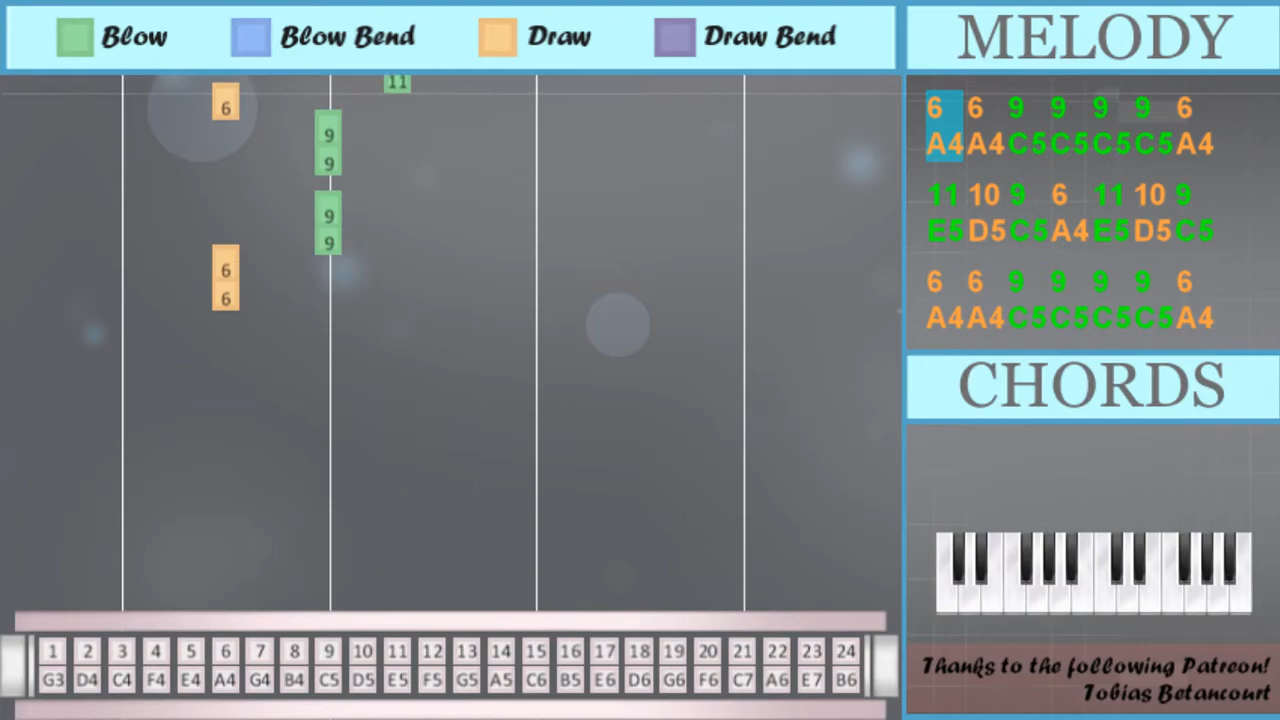 Blow Blow Bend Draw Draw Bend
MELODY
6 6 9 9 9 9 6
A4 A4 C5 C5 C5 C5 A4
11 10 9 6 11 10 9
E5 D5 C5 A4 E5 D5 C5
6 6 9 9 9 9 6
A4 A4 C5 C5 C5 C5 A4
11
6
9
9
9
9
6
6
CHORDS
Thanks to the following Patreon!
Tobias Betancourt
1 2 3 4 5 6 7 8 9 10 11 12 13 14 15 16 17 18 19 20 21 22 23 24
G3 D4 C4 F4 E4 A4 G4 B4 C5 D5 E5 F5 G5 A5 C6 B5 E6 D6 G6 F6 C7 A6 E7 B6